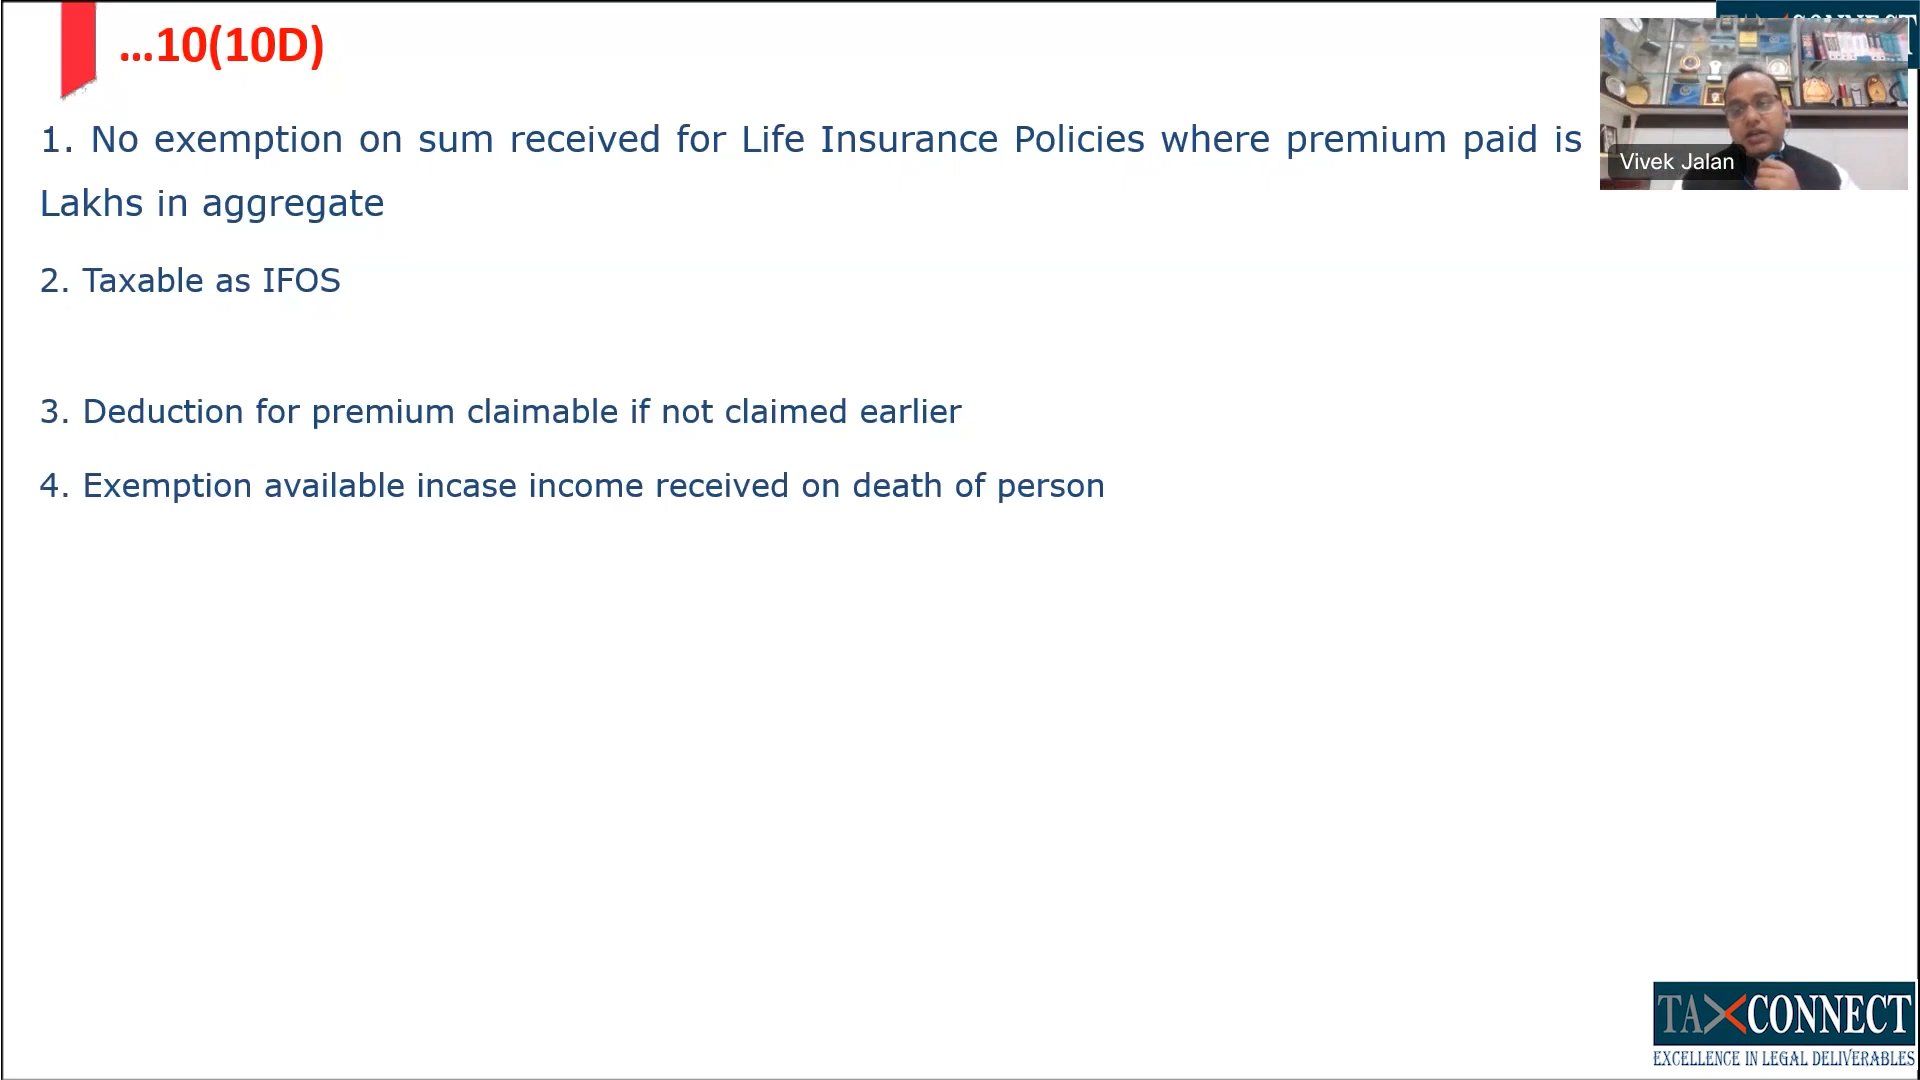 ...10(10D)
1. No exemption on sum received for Life Insurance Policies where premium paid is
Lakhs in aggregate
2. Taxable as IFOS
3. Deduction for premium claimable if not claimed earlier
4. Exemption available incase income received on death of person
Vivek Jalan
TAXCONNECT
EXCELLENCE IN LEGAL DELIVERABLES